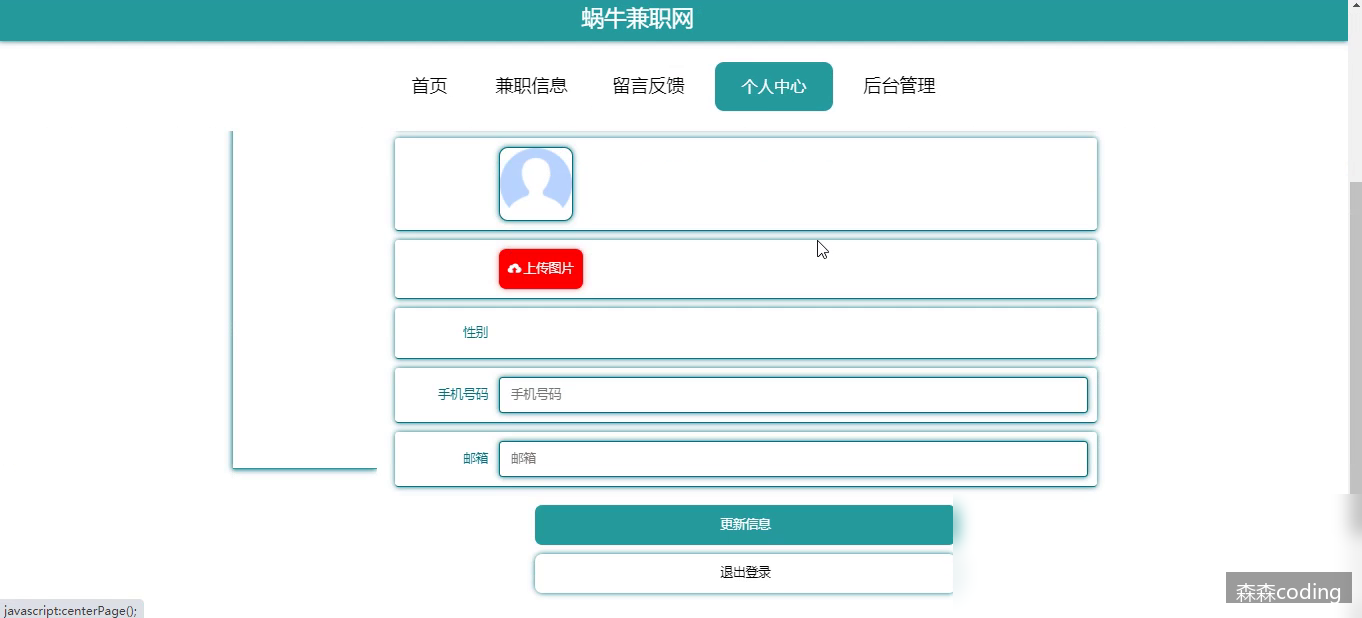 蜗牛兼职网
首页 兼职信息 留言反馈 个人中心 后台管理
上传图片
性别
手机号码 手机号码
邮箱 邮箱
更新信息
退出登录
森森coding
javascript:centerPage();